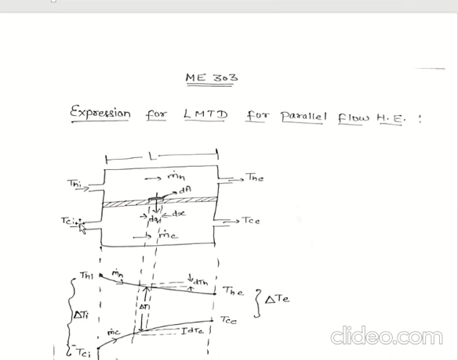 ME 303
Expression for LMTD for parallel flow H.E. :
L
Thi
ṁh
The
dA
Tci
dq
dx
Tce
ṁc
Thi
ṁh
dTh
The
ΔTi
ΔT
ΔTe
ṁc
Tce
dTc
Tci
clideo.com